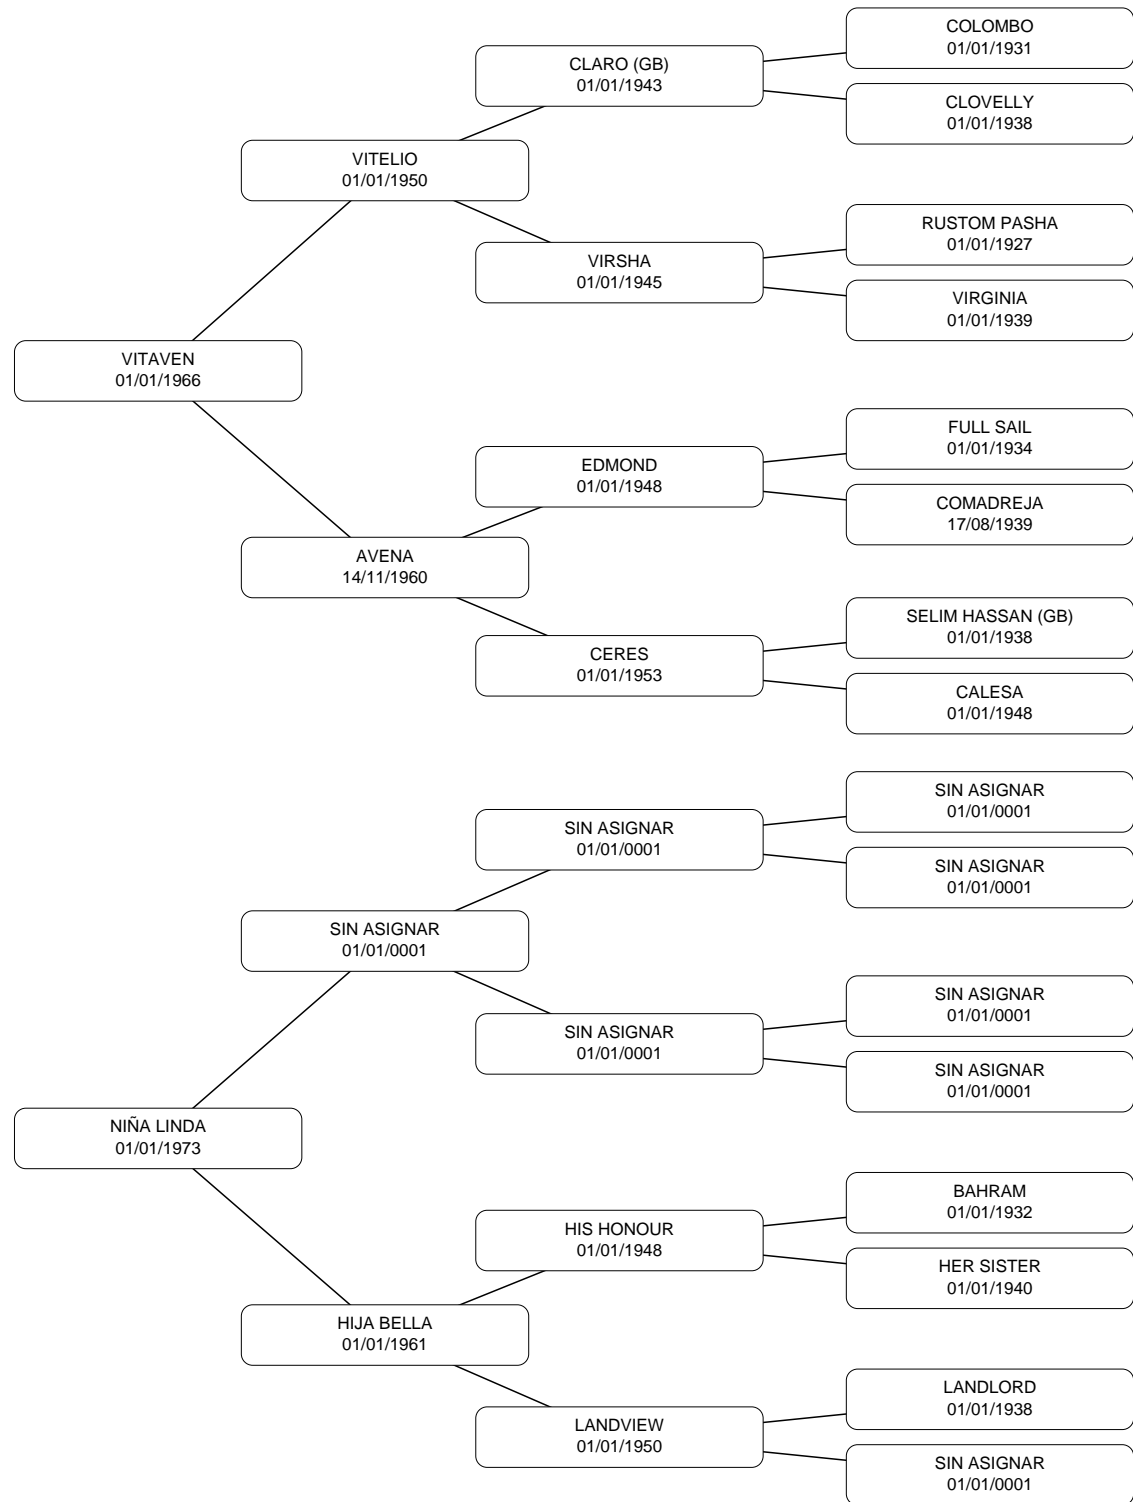 COLOMBO
01/01/1931
CLARO (GB)
01/01/1943
CLOVELLY
01/01/1938
VITELIO
01/01/1950
RUSTOM PASHA
01/01/1927
VIRSHA
01/01/1945
VIRGINIA
01/01/1939
VITAVEN
01/01/1966
FULL SAIL
01/01/1934
EDMOND
01/01/1948
COMADREJA
17/08/1939
AVENA
14/11/1960
SELIM HASSAN (GB)
01/01/1938
CERES
01/01/1953
CALESA
01/01/1948
SIN ASIGNAR
01/01/0001
SIN ASIGNAR
01/01/0001
SIN ASIGNAR
01/01/0001
SIN ASIGNAR
01/01/0001
SIN ASIGNAR
01/01/0001
SIN ASIGNAR
01/01/0001
SIN ASIGNAR
01/01/0001
NIÑA LINDA
01/01/1973
BAHRAM
01/01/1932
HIS HONOUR
01/01/1948
HER SISTER
01/01/1940
HIJA BELLA
01/01/1961
LANDLORD
01/01/1938
LANDVIEW
01/01/1950
SIN ASIGNAR
01/01/0001